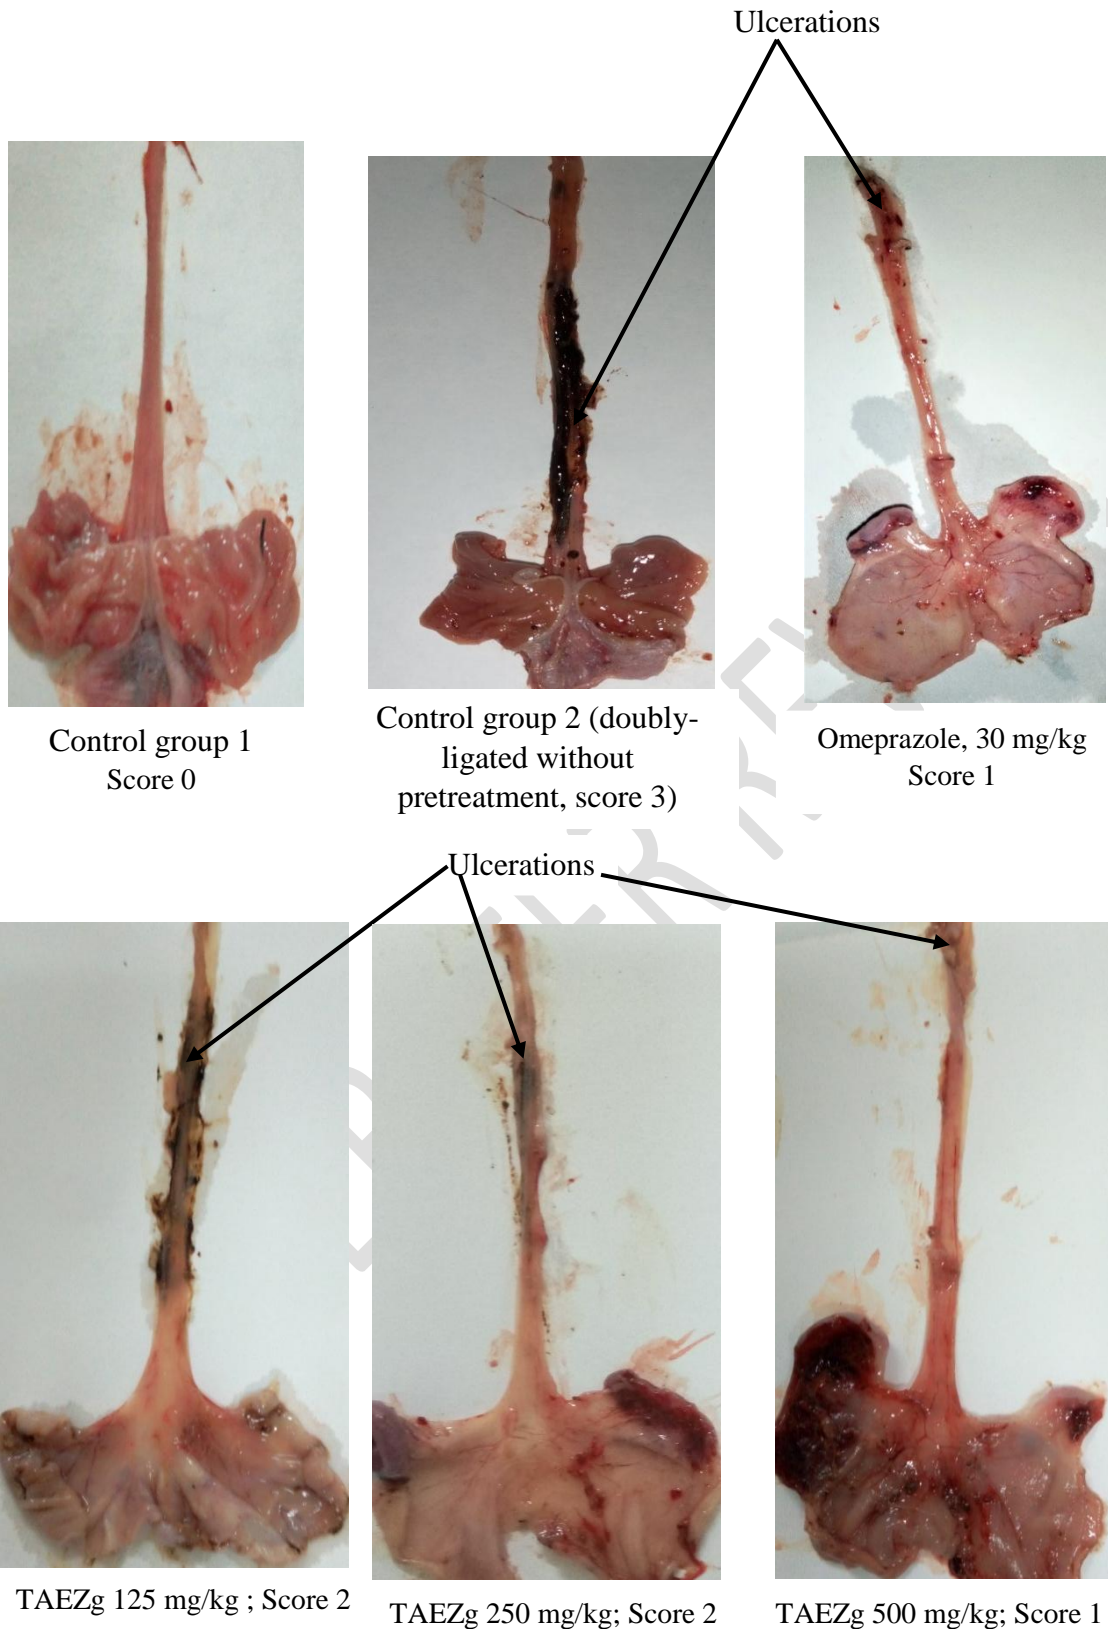 Ulcerations
Control group 1
Score 0
Control group 2 (doubly-
ligated without
pretreatment, score 3)
Omeprazole, 30 mg/kg
Score 1
Ulcerations
TAEZg 125 mg/kg ; Score 2
TAEZg 250 mg/kg; Score 2
TAEZg 500 mg/kg; Score 1